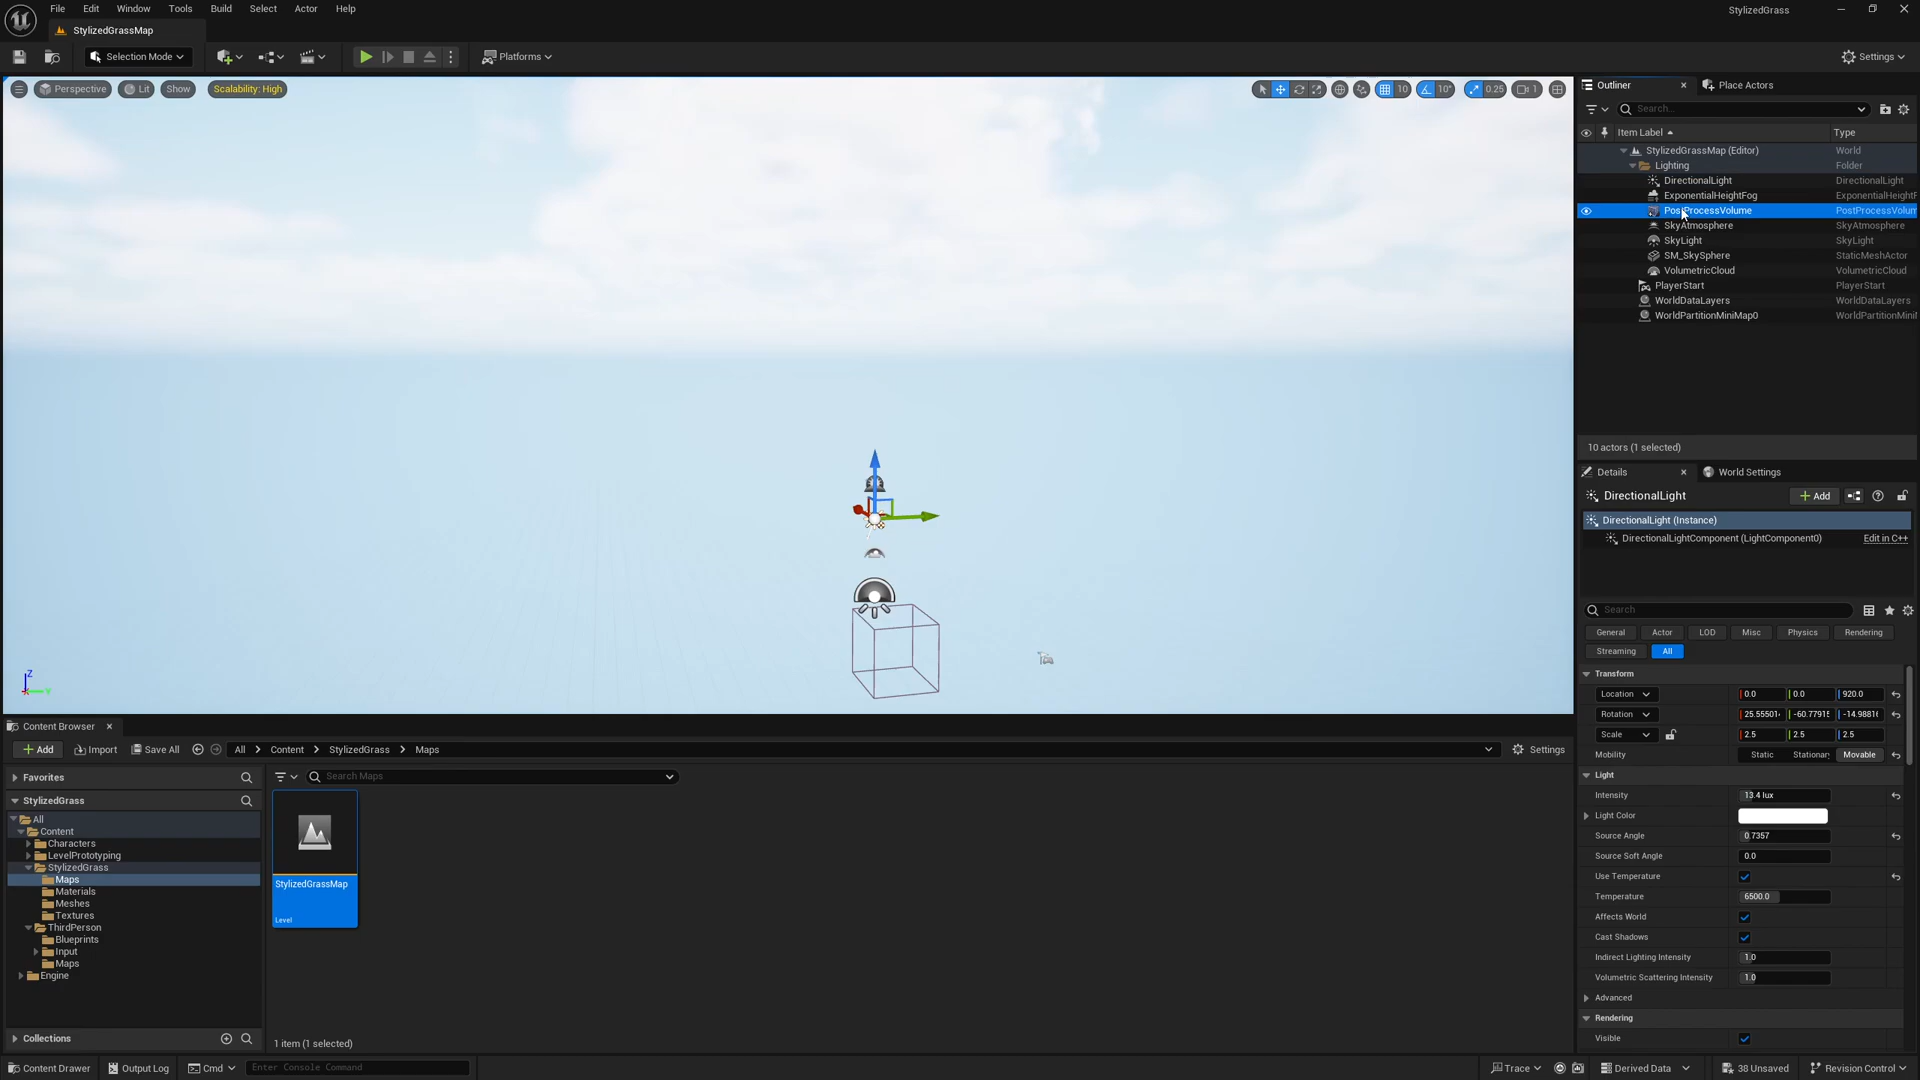 File Edit Window Tools Build Select Actor Help
StylizedGrass
StylizedGrassMap
Selection Mode
Platforms
Settings
Perspective
Lit
Show
Scalability: High
10
10°
0.25
1
Outliner
Place Actors
Search...
Item Label
Type
StylizedGrassMap (Editor) World
Lighting Folder
DirectionalLight DirectionalLight
ExponentialHeightFog ExponentialHeightF
PostProcessVolume PostProcessVolum
SkyAtmosphere SkyAtmosphere
SkyLight SkyLight
SM_SkySphere StaticMeshActor
VolumetricCloud VolumetricCloud
PlayerStart PlayerStart
WorldDataLayers WorldDataLayers
WorldPartitionMiniMap0 WorldPartitionMini
10 actors (1 selected)
Details
World Settings
DirectionalLight
Add
DirectionalLight (Instance)
DirectionalLightComponent (LightComponent0) Edit in C++
Search
General Actor LOD Misc Physics Rendering
Streaming All
Transform
Location 0.0 0.0 920.0
Rotation 25.55501 -60.77915 -14.98816
Scale 2.5 2.5 2.5
Mobility Static Stationary Movable
Light
Intensity 13.4 lux
Light Color
Source Angle 0.7357
Source Soft Angle 0.0
Use Temperature
Temperature 6500.0
Affects World
Cast Shadows
Indirect Lighting Intensity 1.0
Volumetric Scattering Intensity 1.0
Advanced
Rendering
Visible
Z
Y
Content Browser
Add
Import
Save All
All Content StylizedGrass Maps
Settings
Favorites
StylizedGrass
All
Content
Characters
LevelPrototyping
StylizedGrass
Maps
Materials
Meshes
Textures
ThirdPerson
Blueprints
Input
Maps
Engine
Collections
Search Maps
StylizedGrassMap
Level
1 item (1 selected)
Content Drawer
Output Log
Cmd
Enter Console Command
Trace
Derived Data
38 Unsaved
Revision Control